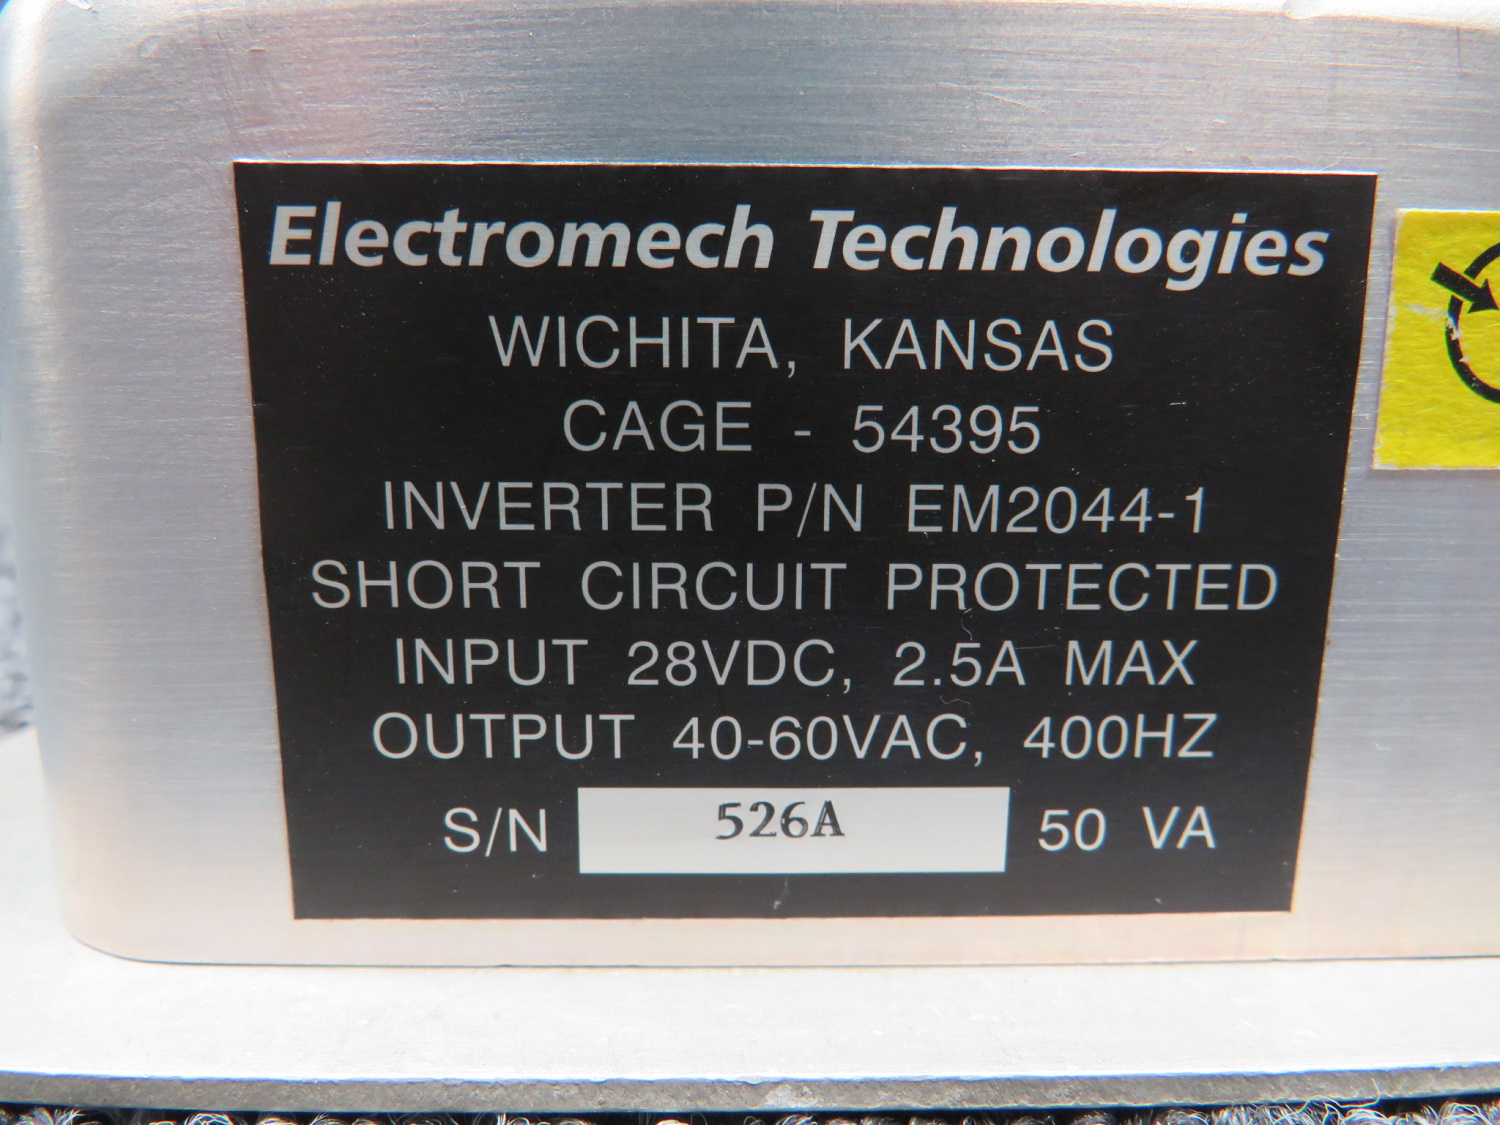 Electromech Technologies
WICHITA, KANSAS
CAGE - 54395
INVERTER P/N EM2044-1
SHORT CIRCUIT PROTECTED
INPUT 28VDC, 2.5A MAX
OUTPUT 40-60VAC, 400HZ
S/N 526A 50 VA